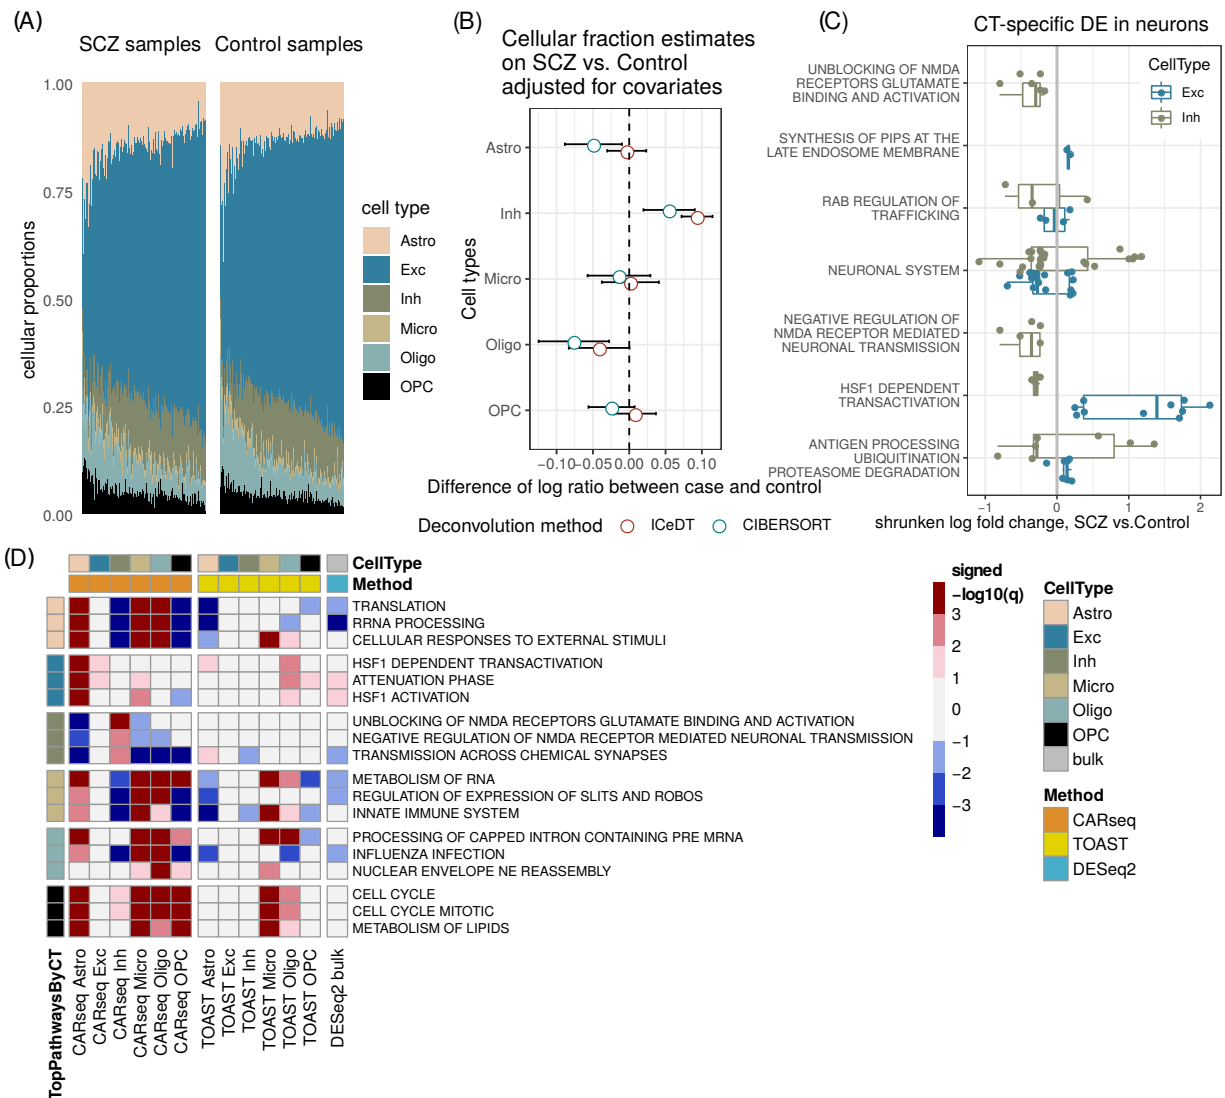 (A)
SCZ samples
Control samples
1.00
0.75
0.50
0.25
0.00
cellular proportions
cell type
Astro
Exc
Inh
Micro
Oligo
OPC
(B)
Cellular fraction estimates
on SCZ vs. Control
adjusted for covariates
Cell types
Astro
Inh
Micro
Oligo
OPC
−0.10
−0.05
0.00
0.05
0.10
Difference of log ratio between case and control
Deconvolution method
ICeDT
CIBERSORT
(C)
CT-specific DE in neurons
CellType
Exc
Inh
UNBLOCKING OF NMDA
RECEPTORS GLUTAMATE
BINDING AND ACTIVATION
SYNTHESIS OF PIPS AT THE
LATE ENDOSOME MEMBRANE
RAB REGULATION OF
TRAFFICKING
NEURONAL SYSTEM
NEGATIVE REGULATION OF
NMDA RECEPTOR MEDIATED
NEURONAL TRANSMISSION
HSF1 DEPENDENT
TRANSACTIVATION
ANTIGEN PROCESSING
UBIQUITINATION
PROTEASOME DEGRADATION
−1
0
1
2
shrunken log fold change, SCZ vs.Control
(D)
CellType
Method
TRANSLATION
RRNA PROCESSING
CELLULAR RESPONSES TO EXTERNAL STIMULI
HSF1 DEPENDENT TRANSACTIVATION
ATTENUATION PHASE
HSF1 ACTIVATION
UNBLOCKING OF NMDA RECEPTORS GLUTAMATE BINDING AND ACTIVATION
NEGATIVE REGULATION OF NMDA RECEPTOR MEDIATED NEURONAL TRANSMISSION
TRANSMISSION ACROSS CHEMICAL SYNAPSES
METABOLISM OF RNA
REGULATION OF EXPRESSION OF SLITS AND ROBOS
INNATE IMMUNE SYSTEM
PROCESSING OF CAPPED INTRON CONTAINING PRE MRNA
INFLUENZA INFECTION
NUCLEAR ENVELOPE NE REASSEMBLY
CELL CYCLE
CELL CYCLE MITOTIC
METABOLISM OF LIPIDS
TopPathwaysByCT
CARseq Astro
CARseq Exc
CARseq Inh
CARseq Micro
CARseq Oligo
CARseq OPC
TOAST Astro
TOAST Exc
TOAST Inh
TOAST Micro
TOAST Oligo
TOAST OPC
DESeq2 bulk
signed
−log10(q)
3
2
1
0
−1
−2
−3
CellType
Astro
Exc
Inh
Micro
Oligo
OPC
bulk
Method
CARseq
TOAST
DESeq2